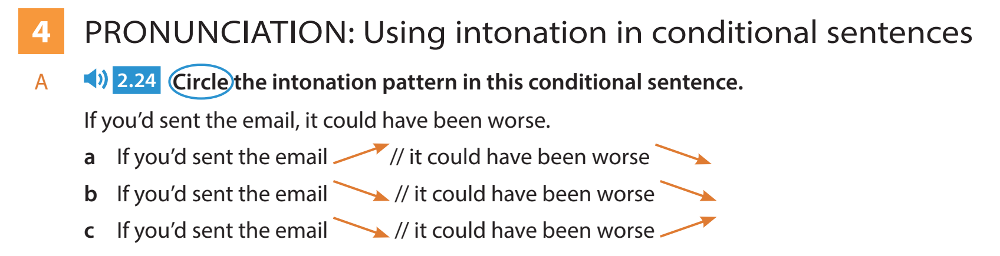 4 PRONUNCIATION: Using intonation in conditional sentences
A 2.24 Circle the intonation pattern in this conditional sentence.
If you’d sent the email, it could have been worse.
a If you’d sent the email // it could have been worse
b If you’d sent the email // it could have been worse
c If you’d sent the email // it could have been worse